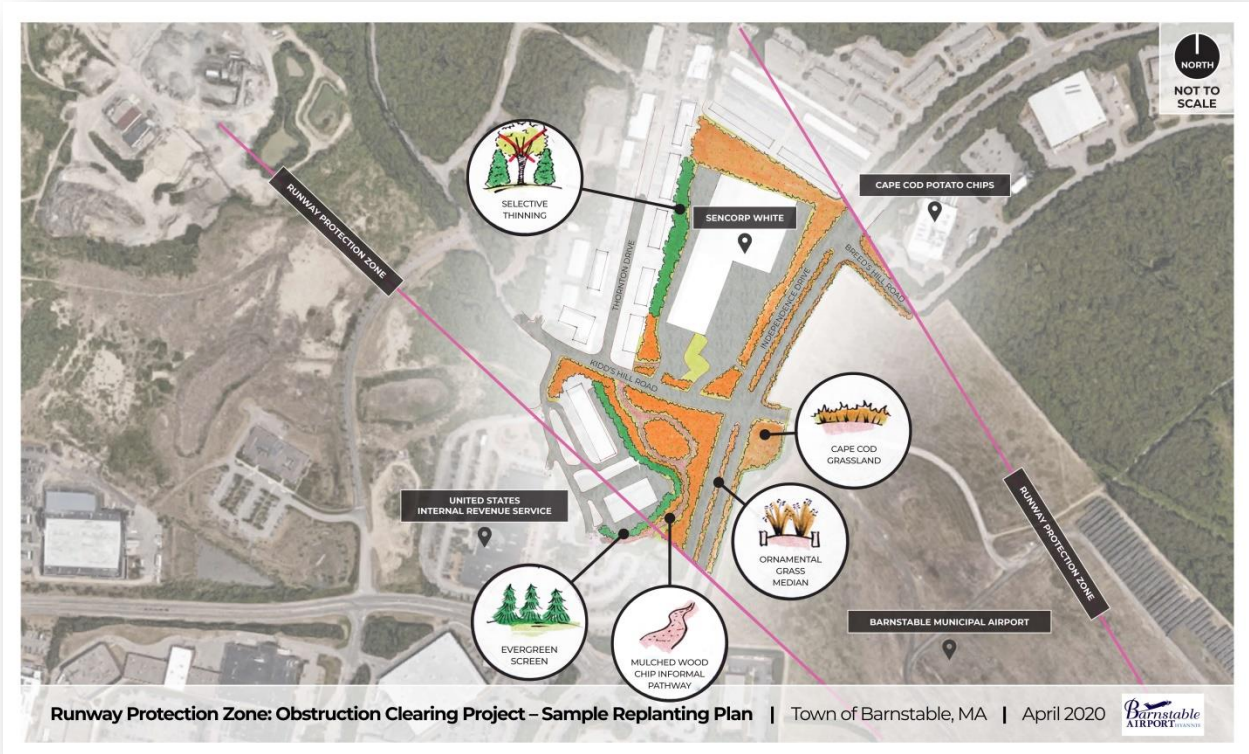 NORTH
NOT TO
SCALE
SELECTIVE
THINNING
RUNWAY PROTECTION ZONE
CAPE COD POTATO CHIPS
SENCORP WHITE
THORNTON DRIVE
INDEPENDENCE DRIVE
BREED'S HILL ROAD
KIDD'S HILL ROAD
CAPE COD
GRASSLAND
UNITED STATES
INTERNAL REVENUE SERVICE
ORNAMENTAL
GRASS
MEDIAN
RUNWAY PROTECTION ZONE
EVERGREEN
SCREEN
MULCHED WOOD
CHIP INFORMAL
PATHWAY
BARNSTABLE MUNICIPAL AIRPORT
Runway Protection Zone: Obstruction Clearing Project – Sample Replanting Plan | Town of Barnstable, MA | April 2020
Barnstable
AIRPORT HYANNIS